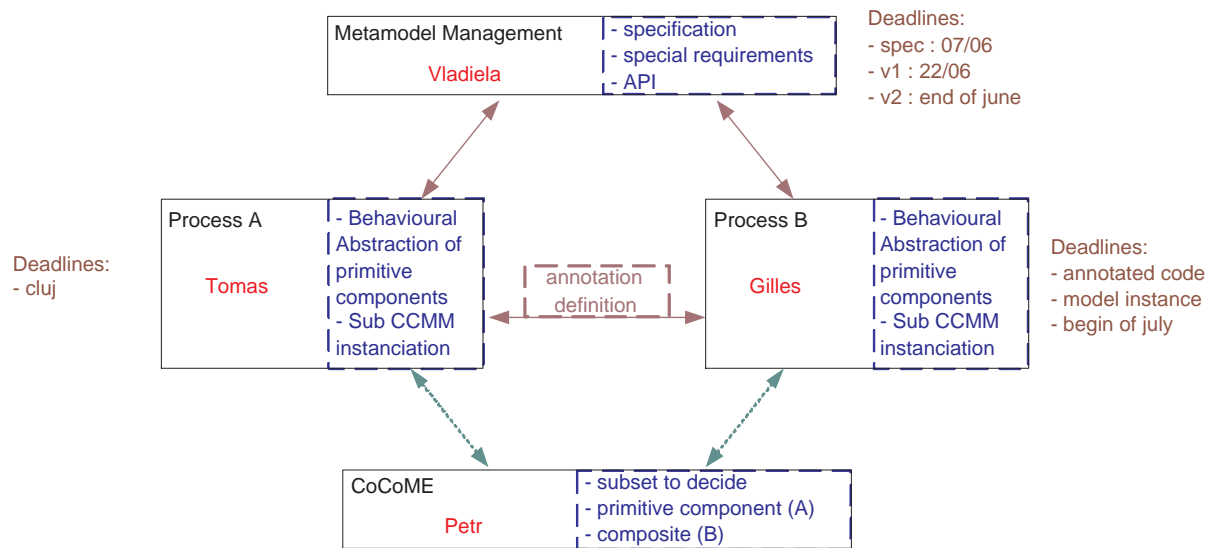 Metamodel Management
Vladiela
- specification
- special requirements
- API
Deadlines:
- spec : 07/06
- v1 : 22/06
- v2 : end of june
Deadlines:
- cluj
Process A
Tomas
- Behavioural
Abstraction of
primitive
components
- Sub CCMM
instanciation
annotation
definition
Process B
Gilles
- Behavioural
Abstraction of
primitive
components
- Sub CCMM
instanciation
Deadlines:
- annotated code
- model instance
- begin of july
CoCoME
Petr
- subset to decide
- primitive component (A)
- composite (B)